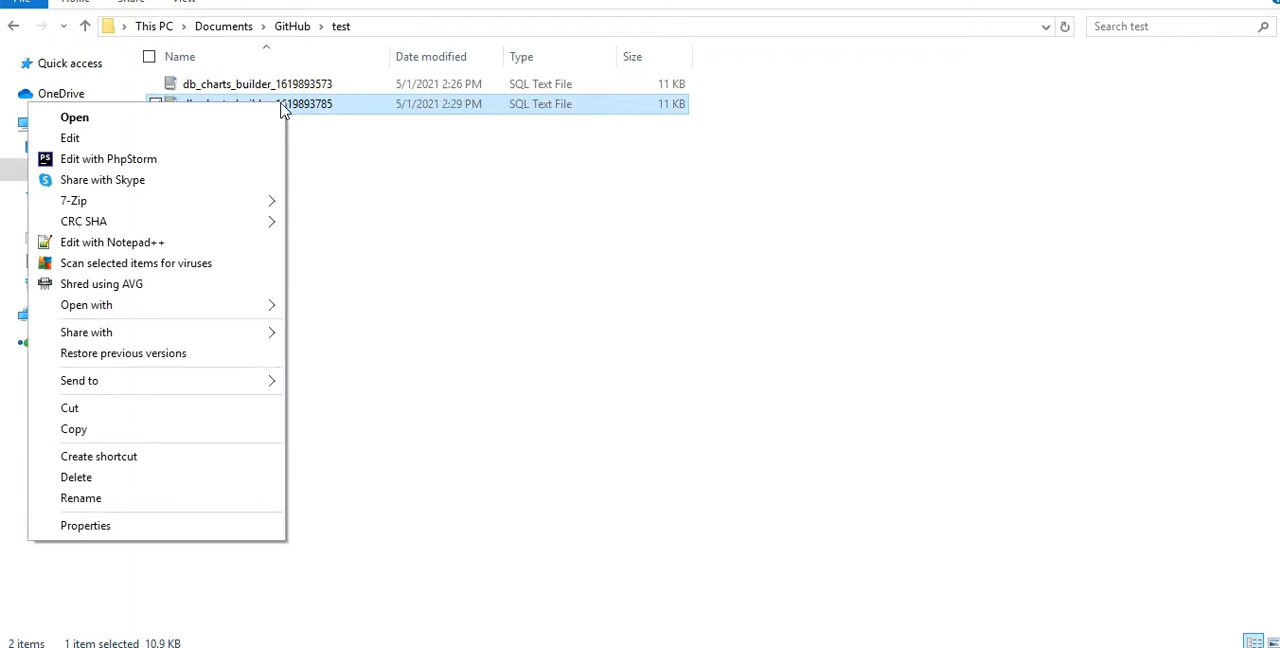 This PC > Documents > GitHub > test
Search test
Name
Date modified
Type
Size
Quick access
OneDrive
db_charts_builder_1619893573 5/1/2021 2:26 PM SQL Text File 11 KB
1619893785 5/1/2021 2:29 PM SQL Text File 11 KB
Open
Edit
PS Edit with PhpStorm
S Share with Skype
7-Zip
CRC SHA
Edit with Notepad++
Scan selected items for viruses
Shred using AVG
Open with
Share with
Restore previous versions
Send to
Cut
Copy
Create shortcut
Delete
Rename
Properties
2 items 1 item selected 10.9 KB